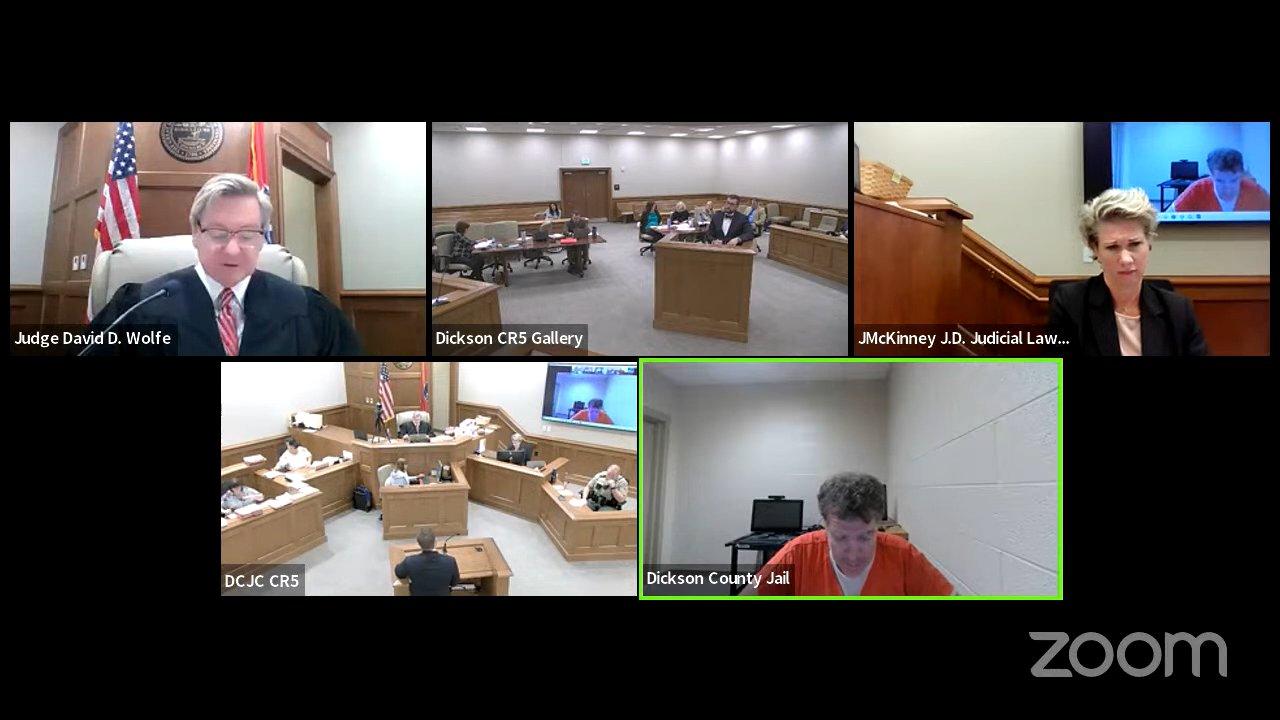 Judge David D. Wolfe
Dickson CR5 Gallery
JMcKinney J.D. Judicial Law...
DCJC CR5
Dickson County Jail
zoom